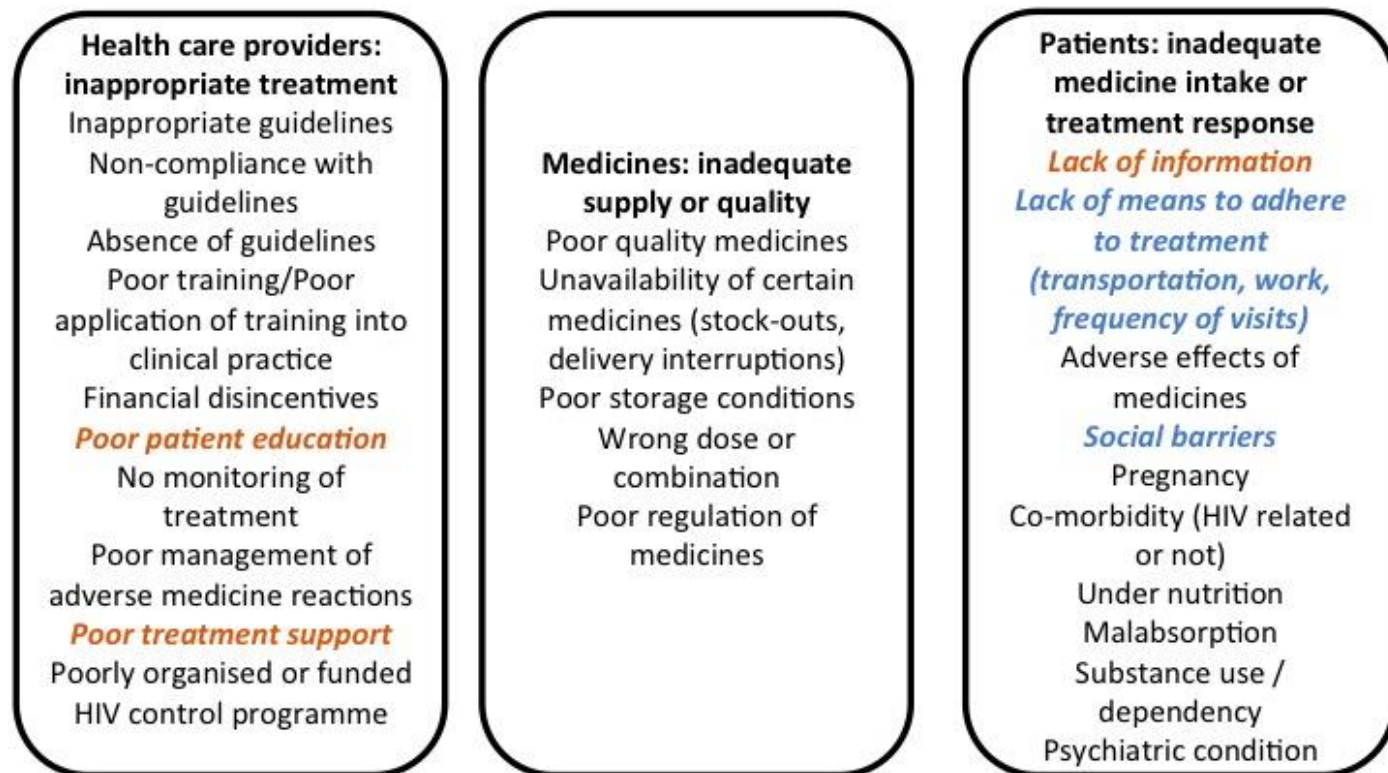 Health care providers:
inappropriate treatment
Inappropriate guidelines
Non-compliance with
guidelines
Absence of guidelines
Poor training/Poor
application of training into
clinical practice
Financial disincentives
Poor patient education
No monitoring of
treatment
Poor management of
adverse medicine reactions
Poor treatment support
Poorly organised or funded
HIV control programme
Medicines: inadequate
supply or quality
Poor quality medicines
Unavailability of certain
medicines (stock-outs,
delivery interruptions)
Poor storage conditions
Wrong dose or
combination
Poor regulation of
medicines
Patients: inadequate
medicine intake or
treatment response
Lack of information
Lack of means to adhere
to treatment
(transportation, work,
frequency of visits)
Adverse effects of
medicines
Social barriers
Pregnancy
Co-morbidity (HIV related
or not)
Under nutrition
Malabsorption
Substance use /
dependency
Psychiatric condition